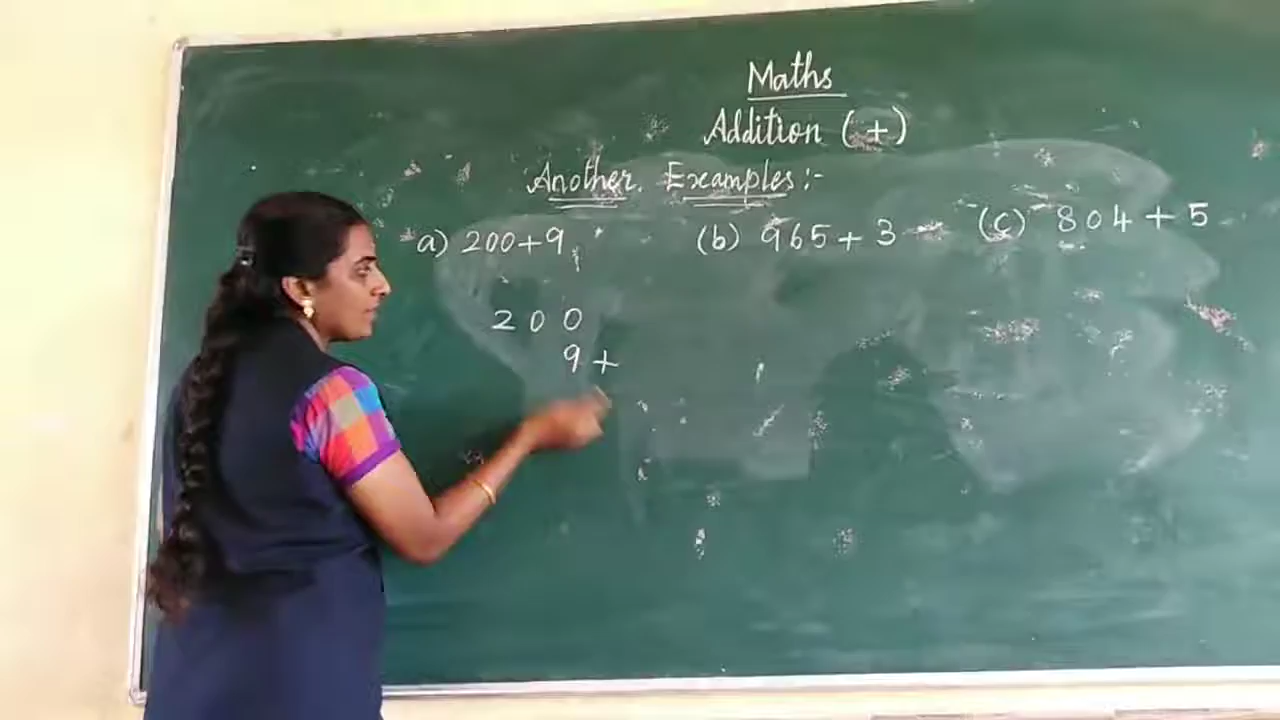 Maths
Addition (+)
Another. Examples:-
a) 200+9 (b) 965+3 (c) 804+5
200
9+